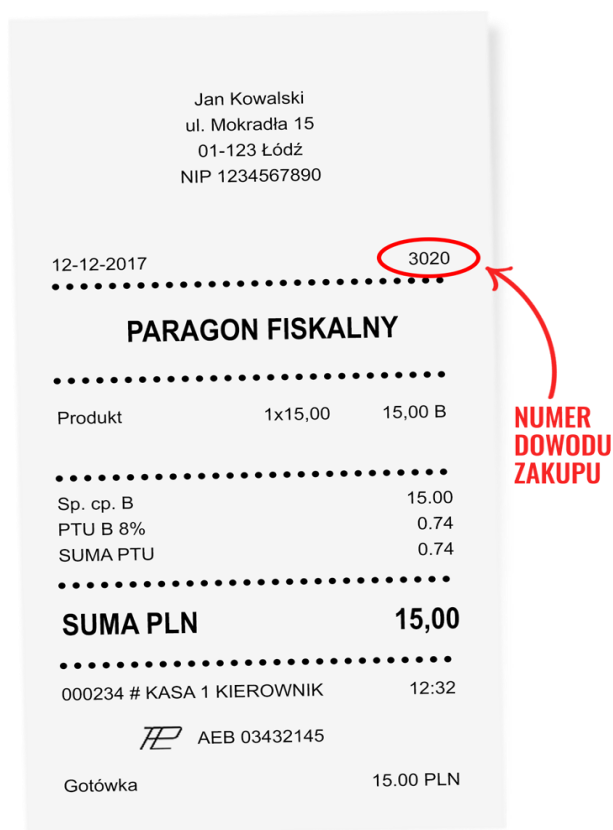 Jan Kowalski
ul. Mokradła 15
01-123 Łódź
NIP 1234567890
12-12-2017 3020
PARAGON FISKALNY
Produkt 1x15,00 15,00 B
Sp. cp. B 15.00
PTU B 8% 0.74
SUMA PTU 0.74
SUMA PLN 15,00
000234 # KASA 1 KIEROWNIK 12:32
AEB 03432145
Gotówka 15.00 PLN
NUMER
DOWODU
ZAKUPU